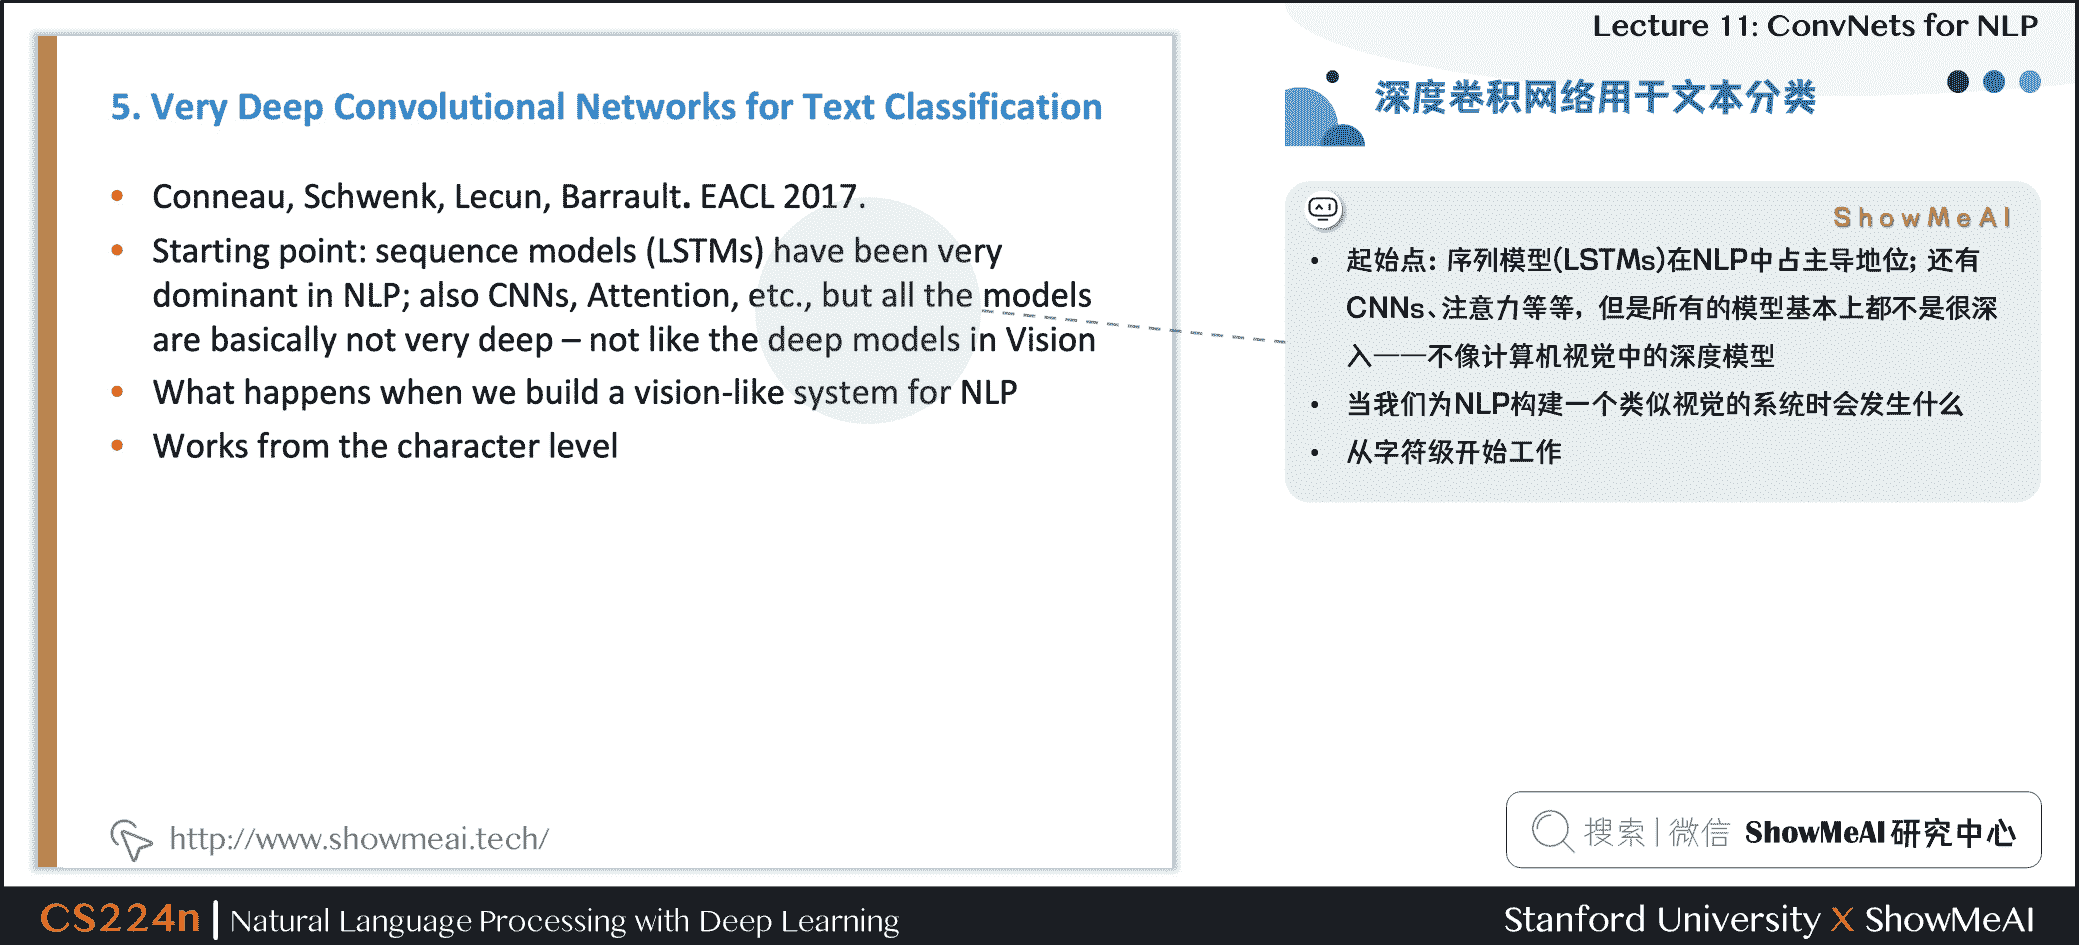 Lecture 11: ConvNets for NLP
5. Very Deep Convolutional Networks for Text Classification
• Conneau, Schwenk, Lecun, Barrault. EACL 2017.
• Starting point: sequence models (LSTMs) have been very
dominant in NLP; also CNNs, Attention, etc., but all the models
are basically not very deep – not like the deep models in Vision
• What happens when we build a vision-like system for NLP
• Works from the character level
http://www.showmeai.tech/
深度卷积网络用于文本分类
ShowMeAI
• 起始点：序列模型(LSTMs)在NLP中占主导地位；还有
CNNs、注意力等等，但是所有的模型基本上都不是很深
入——不像计算机视觉中的深度模型
• 当我们为NLP构建一个类似视觉的系统时会发生什么
• 从字符级开始工作
搜索|微信 ShowMeAI研究中心
CS224n | Natural Language Processing with Deep Learning
Stanford University X ShowMeAI